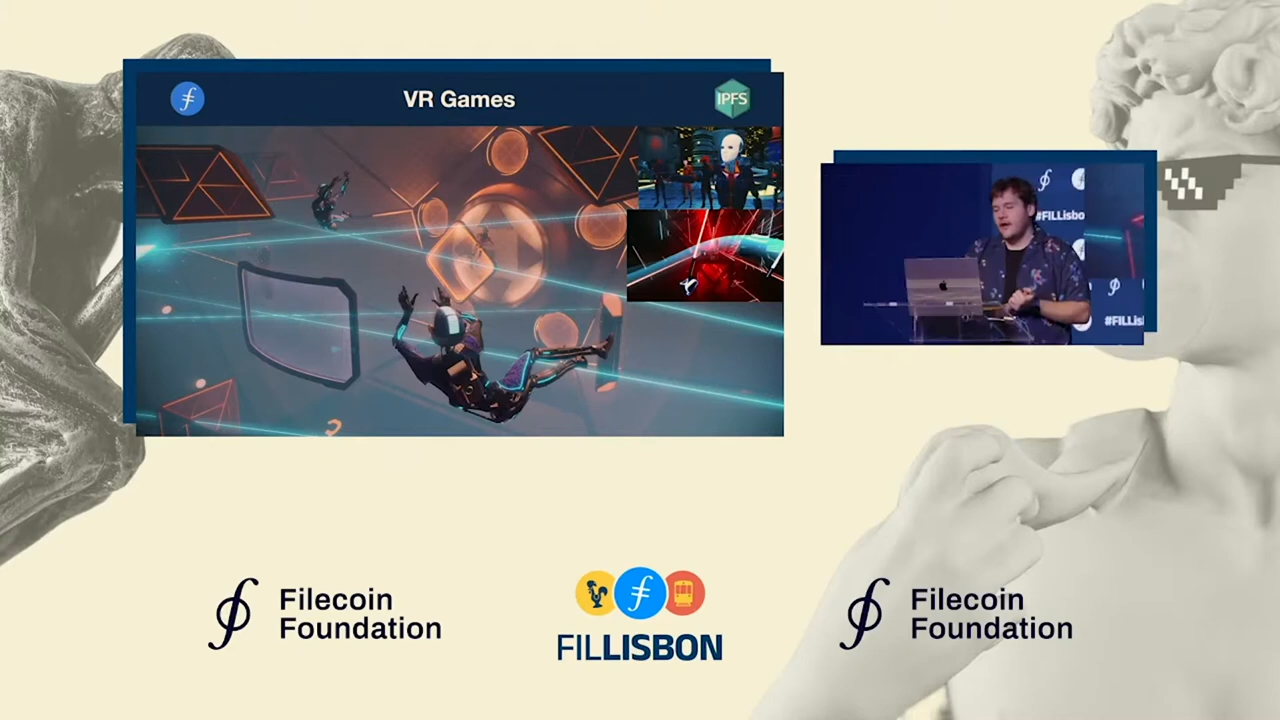 VR Games
IPFS
#FILLisbo
#FILLis
Filecoin
Foundation
FILLISBON
Filecoin
Foundation